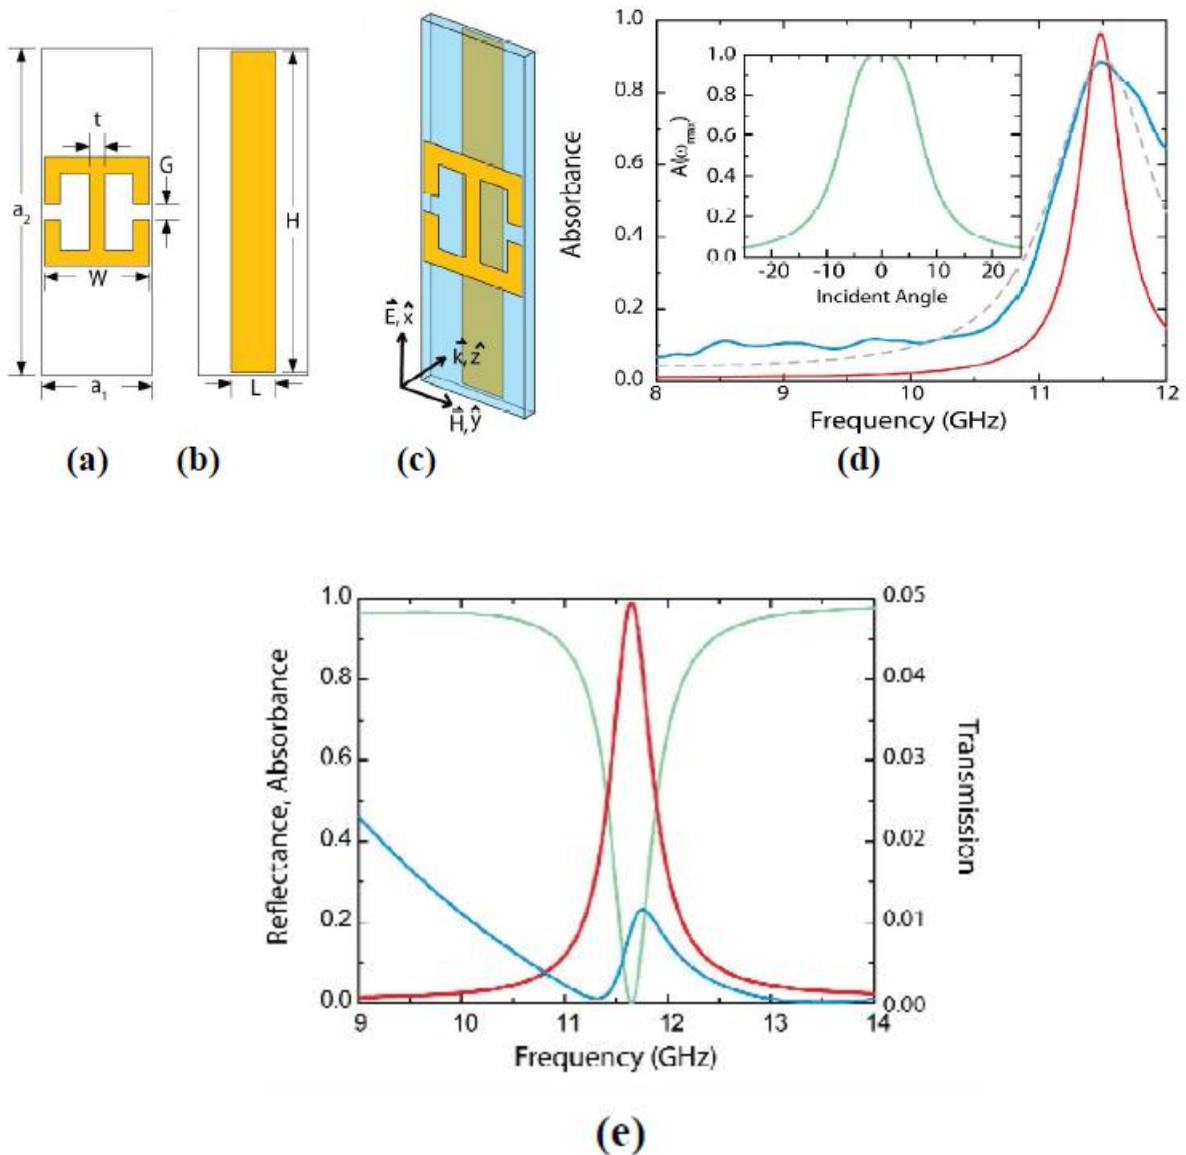 t
G
a₂
W
a₁
(a)
H
L
(b)
E, x̂
k, ẑ
H, ŷ
(c)
Absorbance
1.0
0.8
0.6
0.4
0.2
0.0
8
9
10
11
12
Frequency (GHz)
A(ω_max)
1.0
0.8
0.6
0.4
0.2
0.0
-20
-10
0
10
20
Incident Angle
(d)
Reflectance, Absorbance
1.0
0.8
0.6
0.4
0.2
0.0
9
10
11
12
13
14
Frequency (GHz)
0.05
0.04
0.03
0.02
0.01
0.00
Transmission
(e)